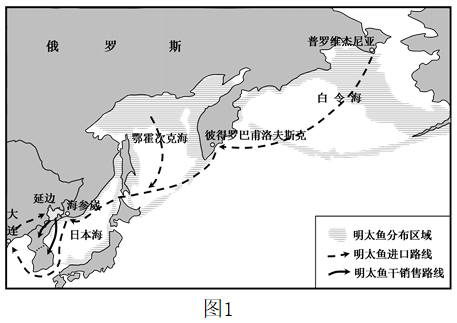 俄 罗 斯
普罗维杰尼亚
白令海
鄂霍次克海
彼得罗巴甫洛夫斯克
延边
海参崴
大连
日本海
明太鱼分布区域
明太鱼进口路线
明太鱼干销售路线
图1